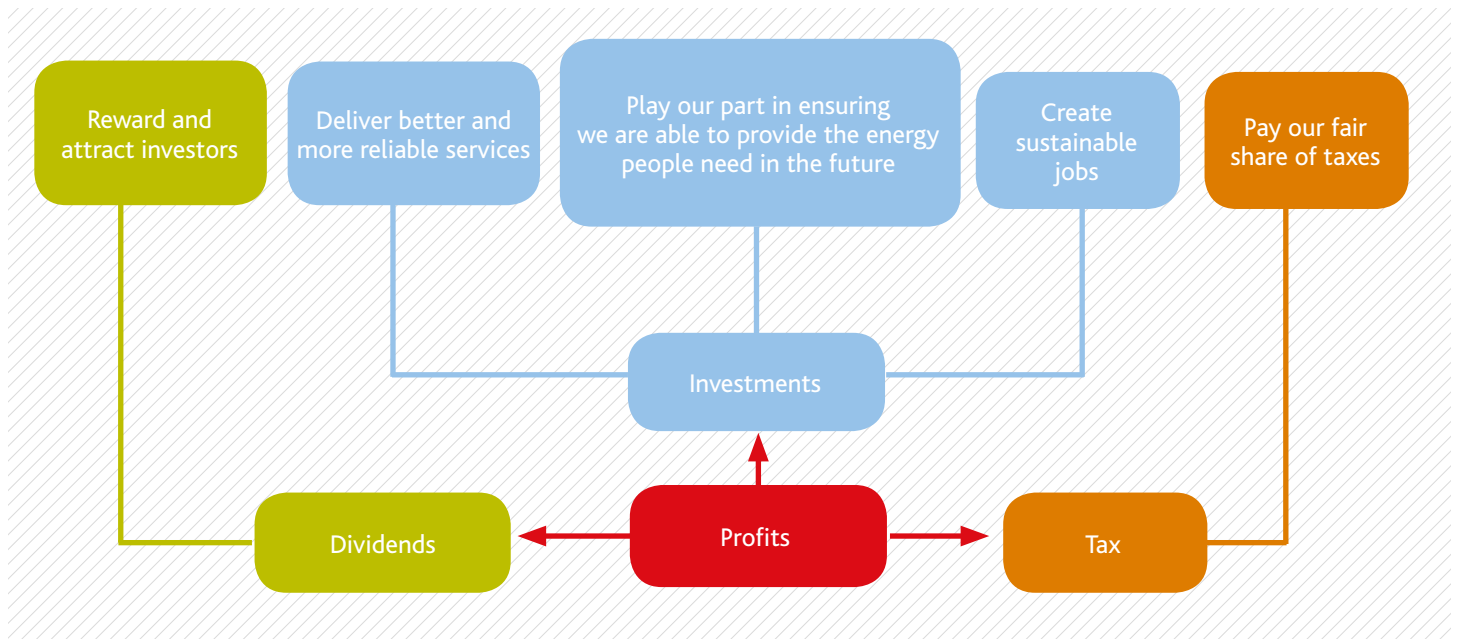 Reward and
attract investors
Deliver better and
more reliable services
Play our part in ensuring
we are able to provide the energy
people need in the future
Create
sustainable
jobs
Pay our fair
share of taxes
Investments
Dividends
Profits
Tax